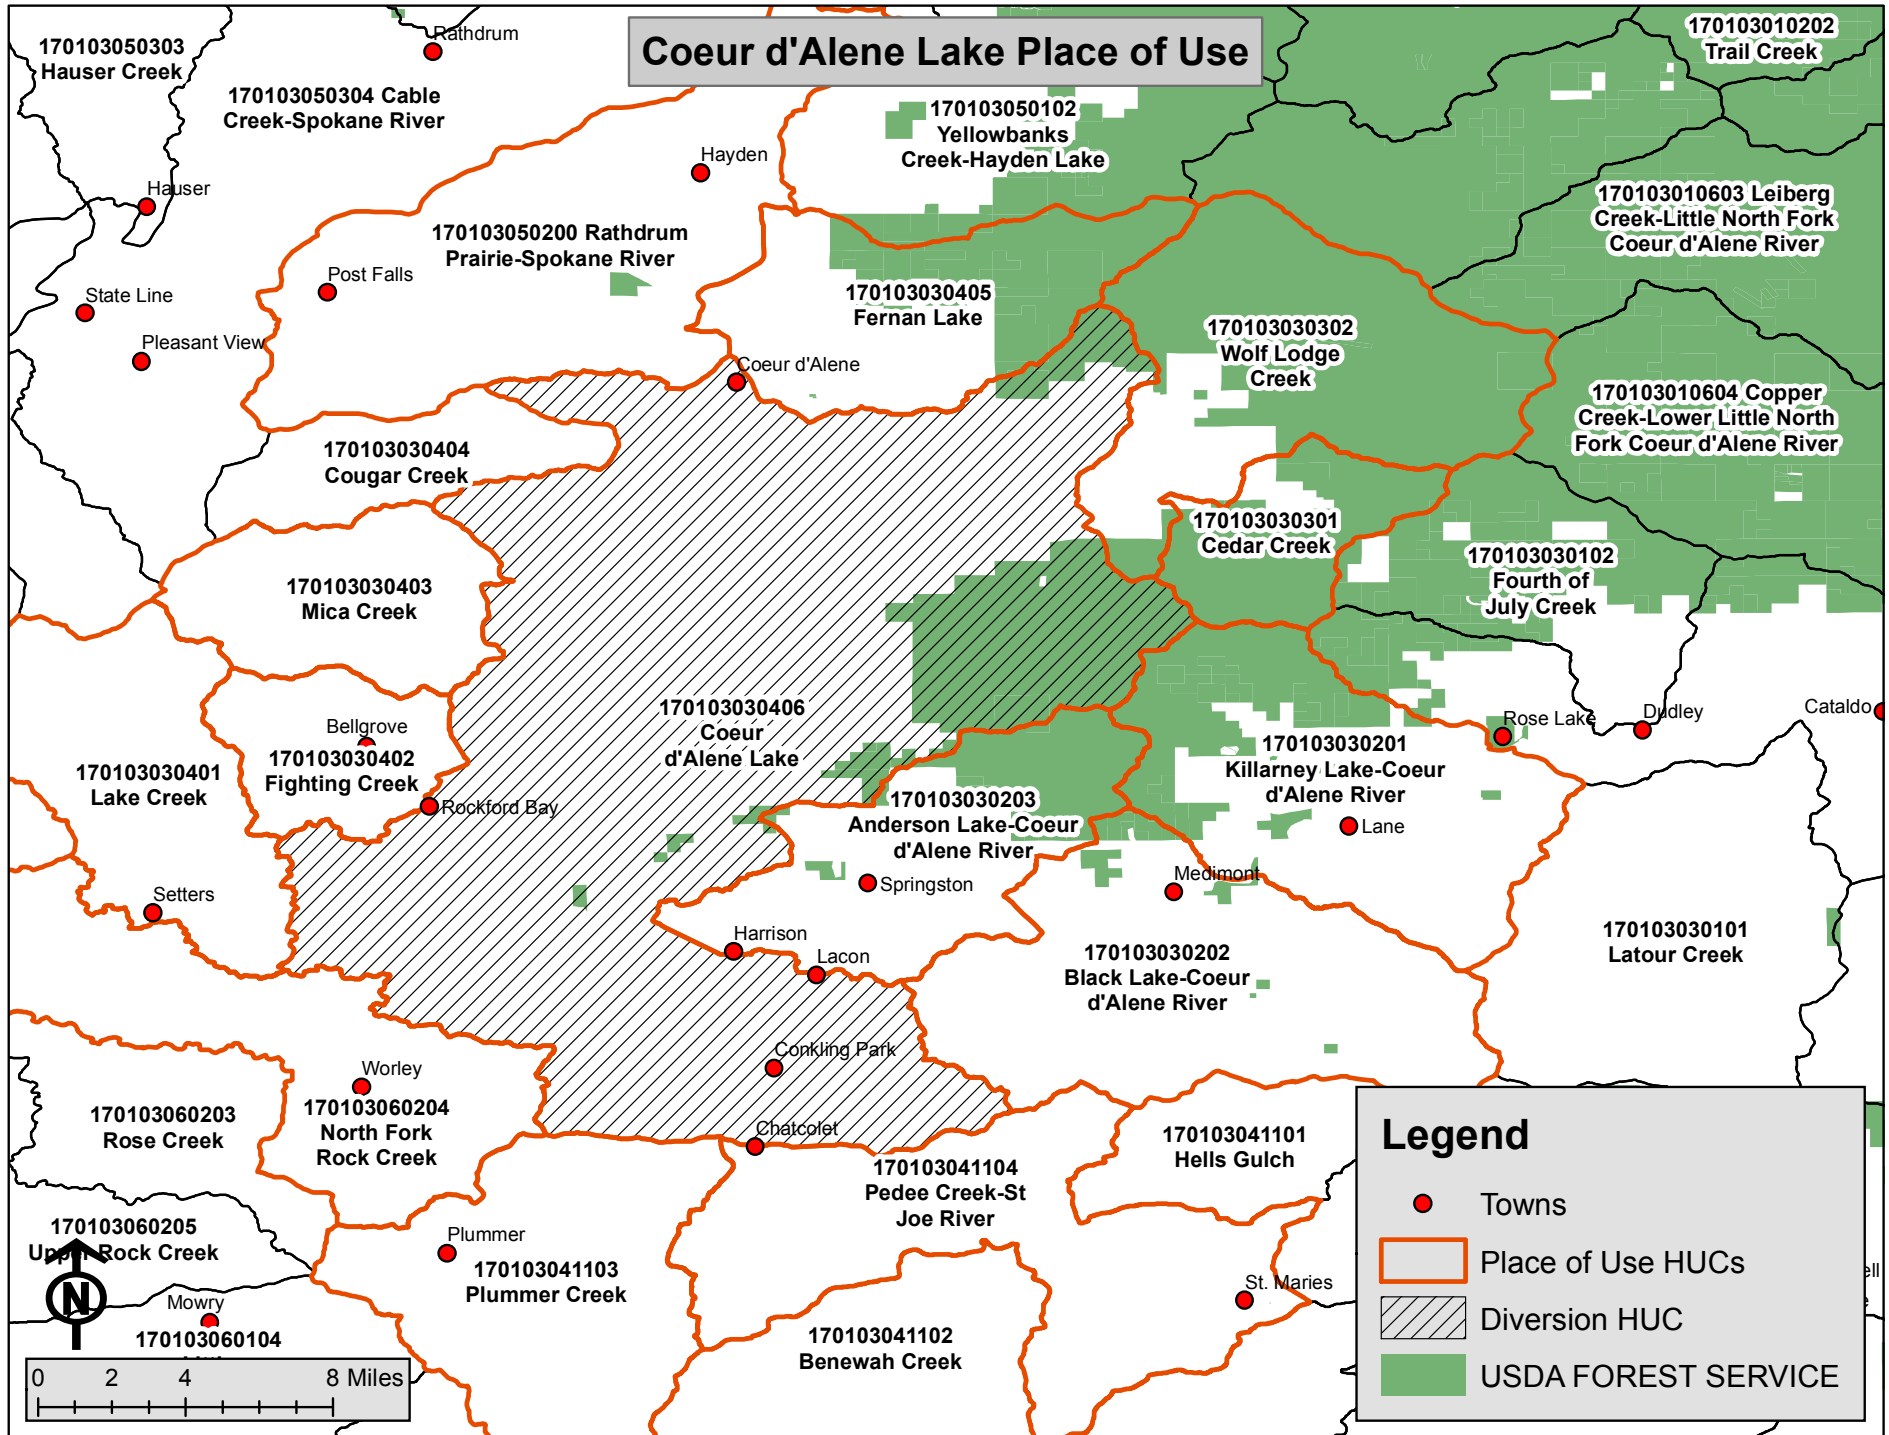 Coeur d'Alene Lake Place of Use
170103050303
Hauser Creek
Rathdrum
170103050304 Cable
Creek-Spokane River
170103010202
Trail Creek
170103050102
Yellowbanks
Creek-Hayden Lake
Hayden
Hauser
170103010603 Leiberg
Creek-Little North Fork
Coeur d'Alene River
170103050200 Rathdrum
Prairie-Spokane River
Post Falls
State Line
Pleasant View
170103030405
Fernan Lake
170103030302
Wolf Lodge
Creek
Coeur d'Alene
170103010604 Copper
Creek-Lower Little North
Fork Coeur d'Alene River
170103030404
Cougar Creek
170103030301
Cedar Creek
170103030102
Fourth of
July Creek
170103030403
Mica Creek
170103030406
Coeur
d'Alene Lake
Bellgrove
170103030402
Fighting Creek
Rockford Bay
170103030401
Lake Creek
Rose Lake
Dudley
Cataldo
170103030201
Killarney Lake-Coeur
d'Alene River
Lane
170103030203
Anderson Lake-Coeur
d'Alene River
Springston
Medimont
Setters
Harrison
Lacon
170103030202
Black Lake-Coeur
d'Alene River
170103030101
Latour Creek
Conkling Park
Worley
170103060204
North Fork
Rock Creek
170103060203
Rose Creek
Chatcolet
170103041101
Hells Gulch
170103041104
Pedee Creek-St
Joe River
170103060205
Upper Rock Creek
Plummer
170103041103
Plummer Creek
St. Maries
Mowry
170103060104
170103041102
Benewah Creek
N
0 2 4 8 Miles
Legend
Towns
Place of Use HUCs
Diversion HUC
USDA FOREST SERVICE